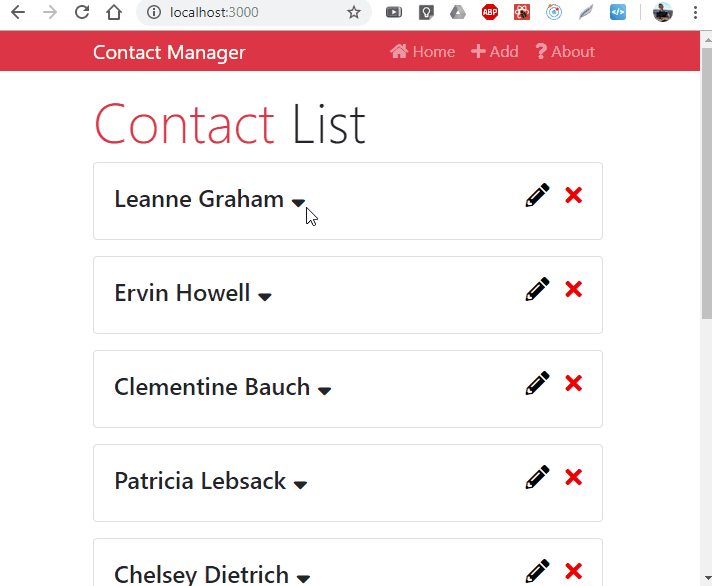 localhost:3000
ABP
Contact Manager Home Add About
Contact List
Leanne Graham
Ervin Howell
Clementine Bauch
Patricia Lebsack
Chelsey Dietrich